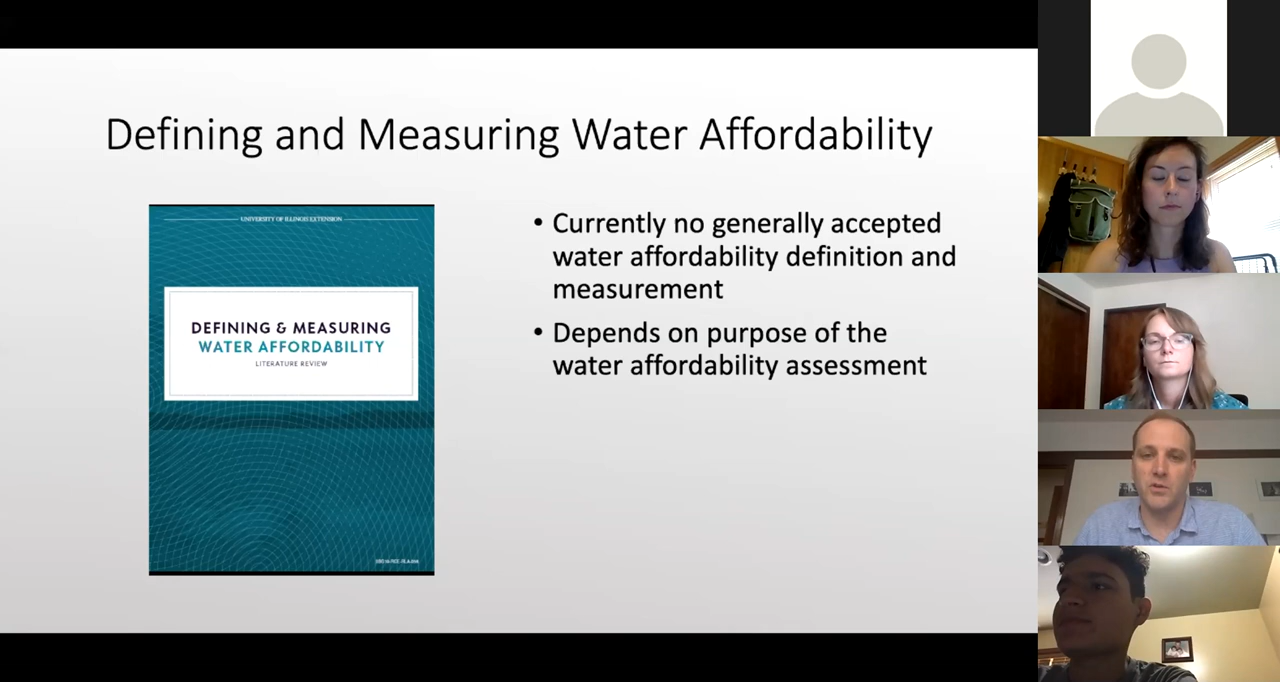 Defining and Measuring Water Affordability
UNIVERSITY OF ILLINOIS EXTENSION
DEFINING & MEASURING
WATER AFFORDABILITY
LITERATURE REVIEW
• Currently no generally accepted
water affordability definition and
measurement
• Depends on purpose of the
water affordability assessment